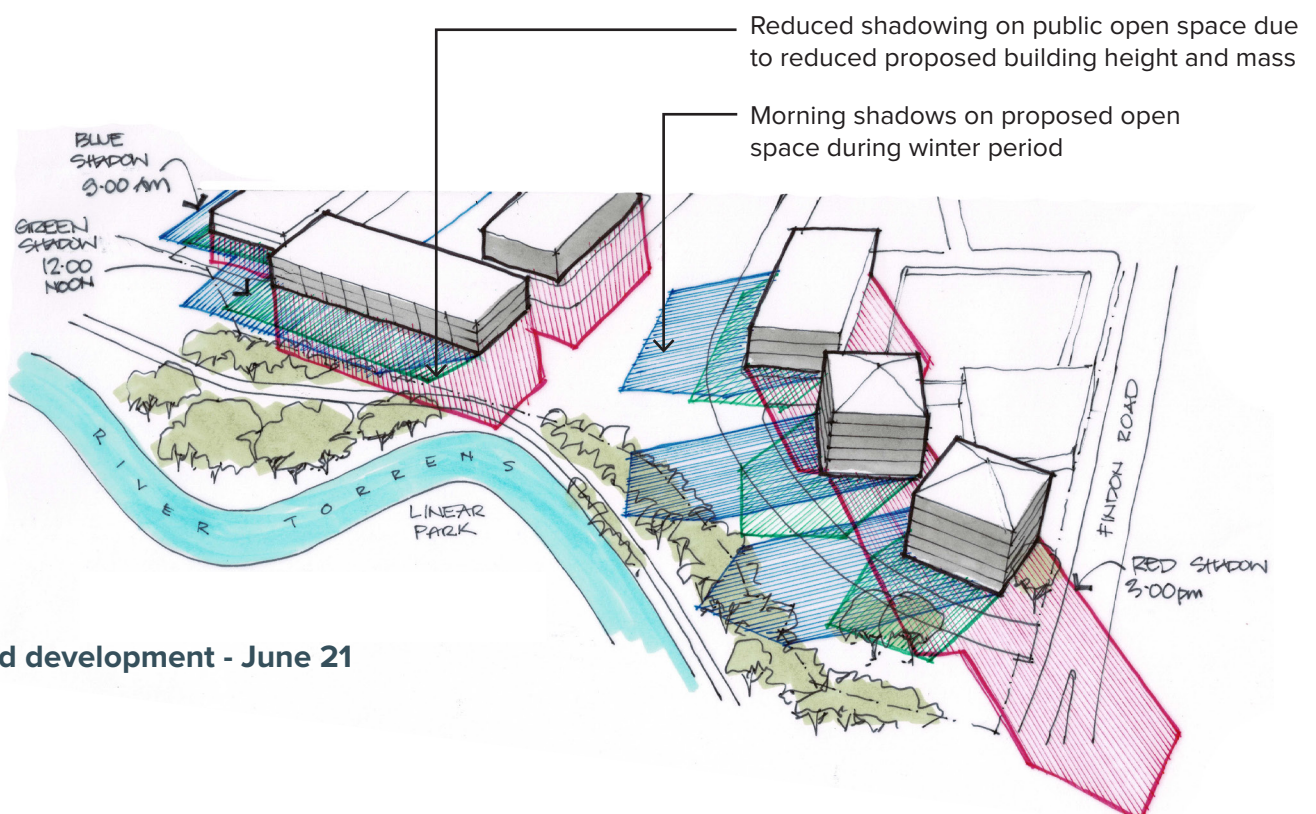 Reduced shadowing on public open space due
to reduced proposed building height and mass
Morning shadows on proposed open
space during winter period
BLUE
SHADOW
9:00 AM
GREEN
SHADOW
12:00
NOON
RIVER TORRENS
LINEAR
PARK
FINDON ROAD
RED SHADOW
3:00pm
d development - June 21